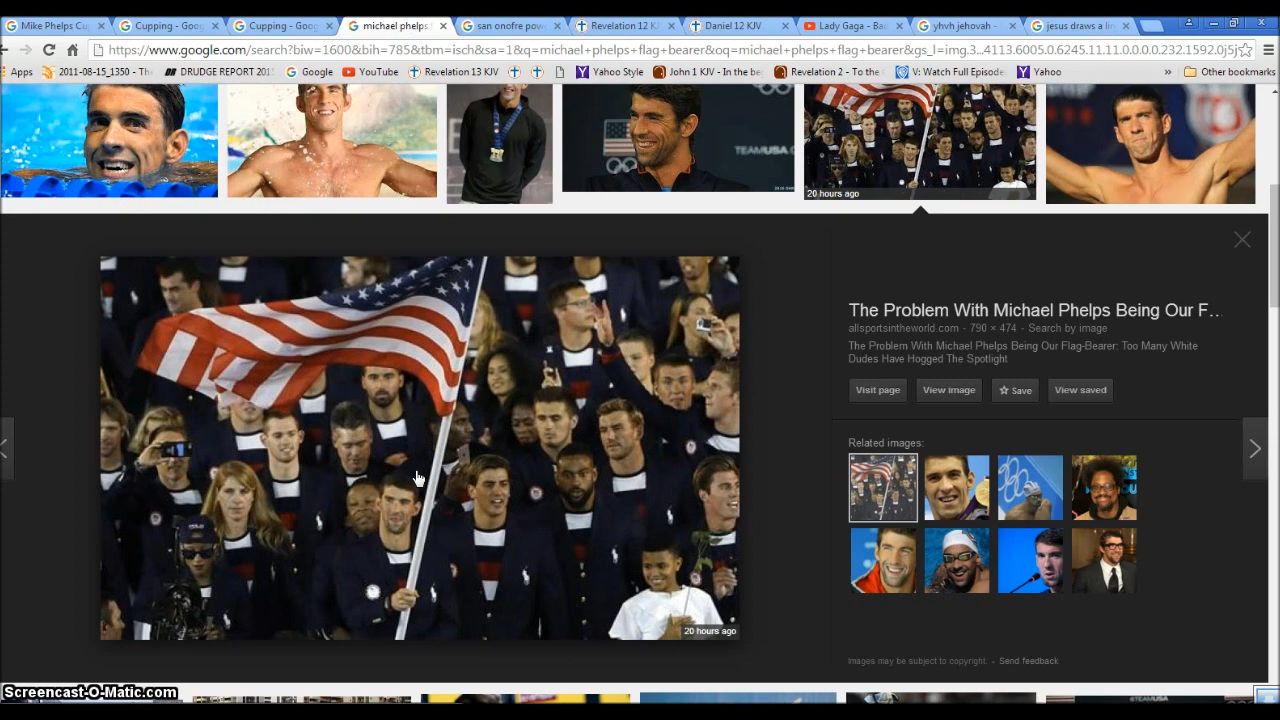 Mike Phelps Cup
Cupping - Goog
Cupping - Goog
michael phelps
san onofre pow
Revelation 12 KJ
Daniel 12 KJV
Lady Gaga - Ba
yhvh jehovah -
jesus draws a lin
https://www.google.com/search?biw=1600&bih=785&tbm=isch&sa=1&q=michael+phelps+flag+bearer&oq=michael+phelps+flag+bearer&gs_l=img.3...4113.6005.0.6245.11.11.0.0.0.0.232.1592.0j5j
Apps
2011-08-15_1350 - Th
DRUDGE REPORT 201
Google
YouTube
Revelation 13 KJV
Yahoo Style
John 1 KJV - In the be
Revelation 2 - To the
V: Watch Full Episode
Yahoo
»
Other bookmarks
TEAMUSA
20 hours ago
The Problem With Michael Phelps Being Our F...
allsportsintheworld.com - 790 × 474 - Search by image
The Problem With Michael Phelps Being Our Flag-Bearer: Too Many White
Dudes Have Hogged The Spotlight
Visit page
View image
Save
View saved
Related images:
20 hours ago
Images may be subject to copyright. - Send feedback
Screencast-O-Matic.com